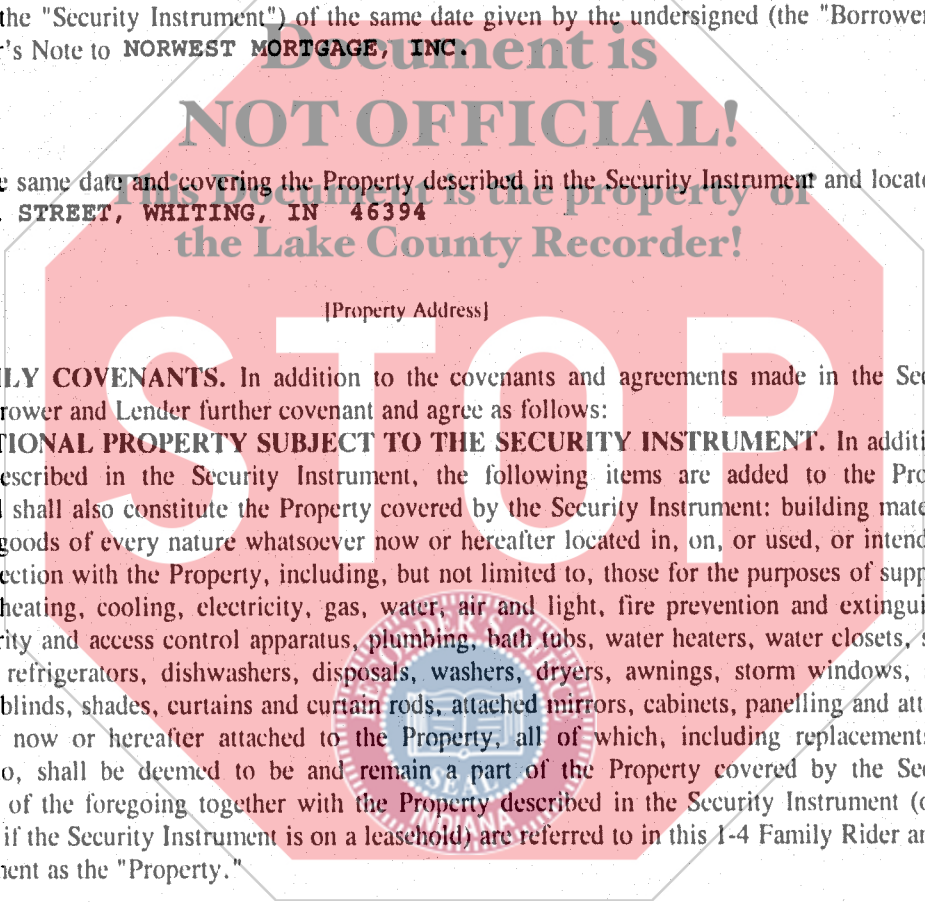 the "Security Instrument") of the same date given by the undersigned (the "Borrower
's Note to NORWEST MORTGAGE, INC.
Document is
NOT OFFICIAL!
same date and covering the Property described in the Security Instrument and locat
This Document is the property of
STREET, WHITING, IN 46394
the Lake County Recorder!
[Property Address]
STOP
LY COVENANTS. In addition to the covenants and agreements made in the Sec
rower and Lender further covenant and agree as follows:
TIONAL PROPERTY SUBJECT TO THE SECURITY INSTRUMENT. In additi
escribed in the Security Instrument, the following items are added to the Pro
shall also constitute the Property covered by the Security Instrument: building mate
goods of every nature whatsoever now or hereafter located in, on, or used, or intend
ection with the Property, including, but not limited to, those for the purposes of supp
heating, cooling, electricity, gas, water, air and light, fire prevention and extingui
rity and access control apparatus, plumbing, bath tubs, water heaters, water closets, s
refrigerators, dishwashers, disposals, washers, dryers, awnings, storm windows,
blinds, shades, curtains and curtain rods, attached mirrors, cabinets, panelling and att
now or hereafter attached to the Property, all of which, including replacements
o, shall be deemed to be and remain a part of the Property covered by the Sec
of the foregoing together with the Property described in the Security Instrument (o
if the Security Instrument is on a leasehold) are referred to in this 1-4 Family Rider an
nent as the "Property."
SEAL
INDIANA